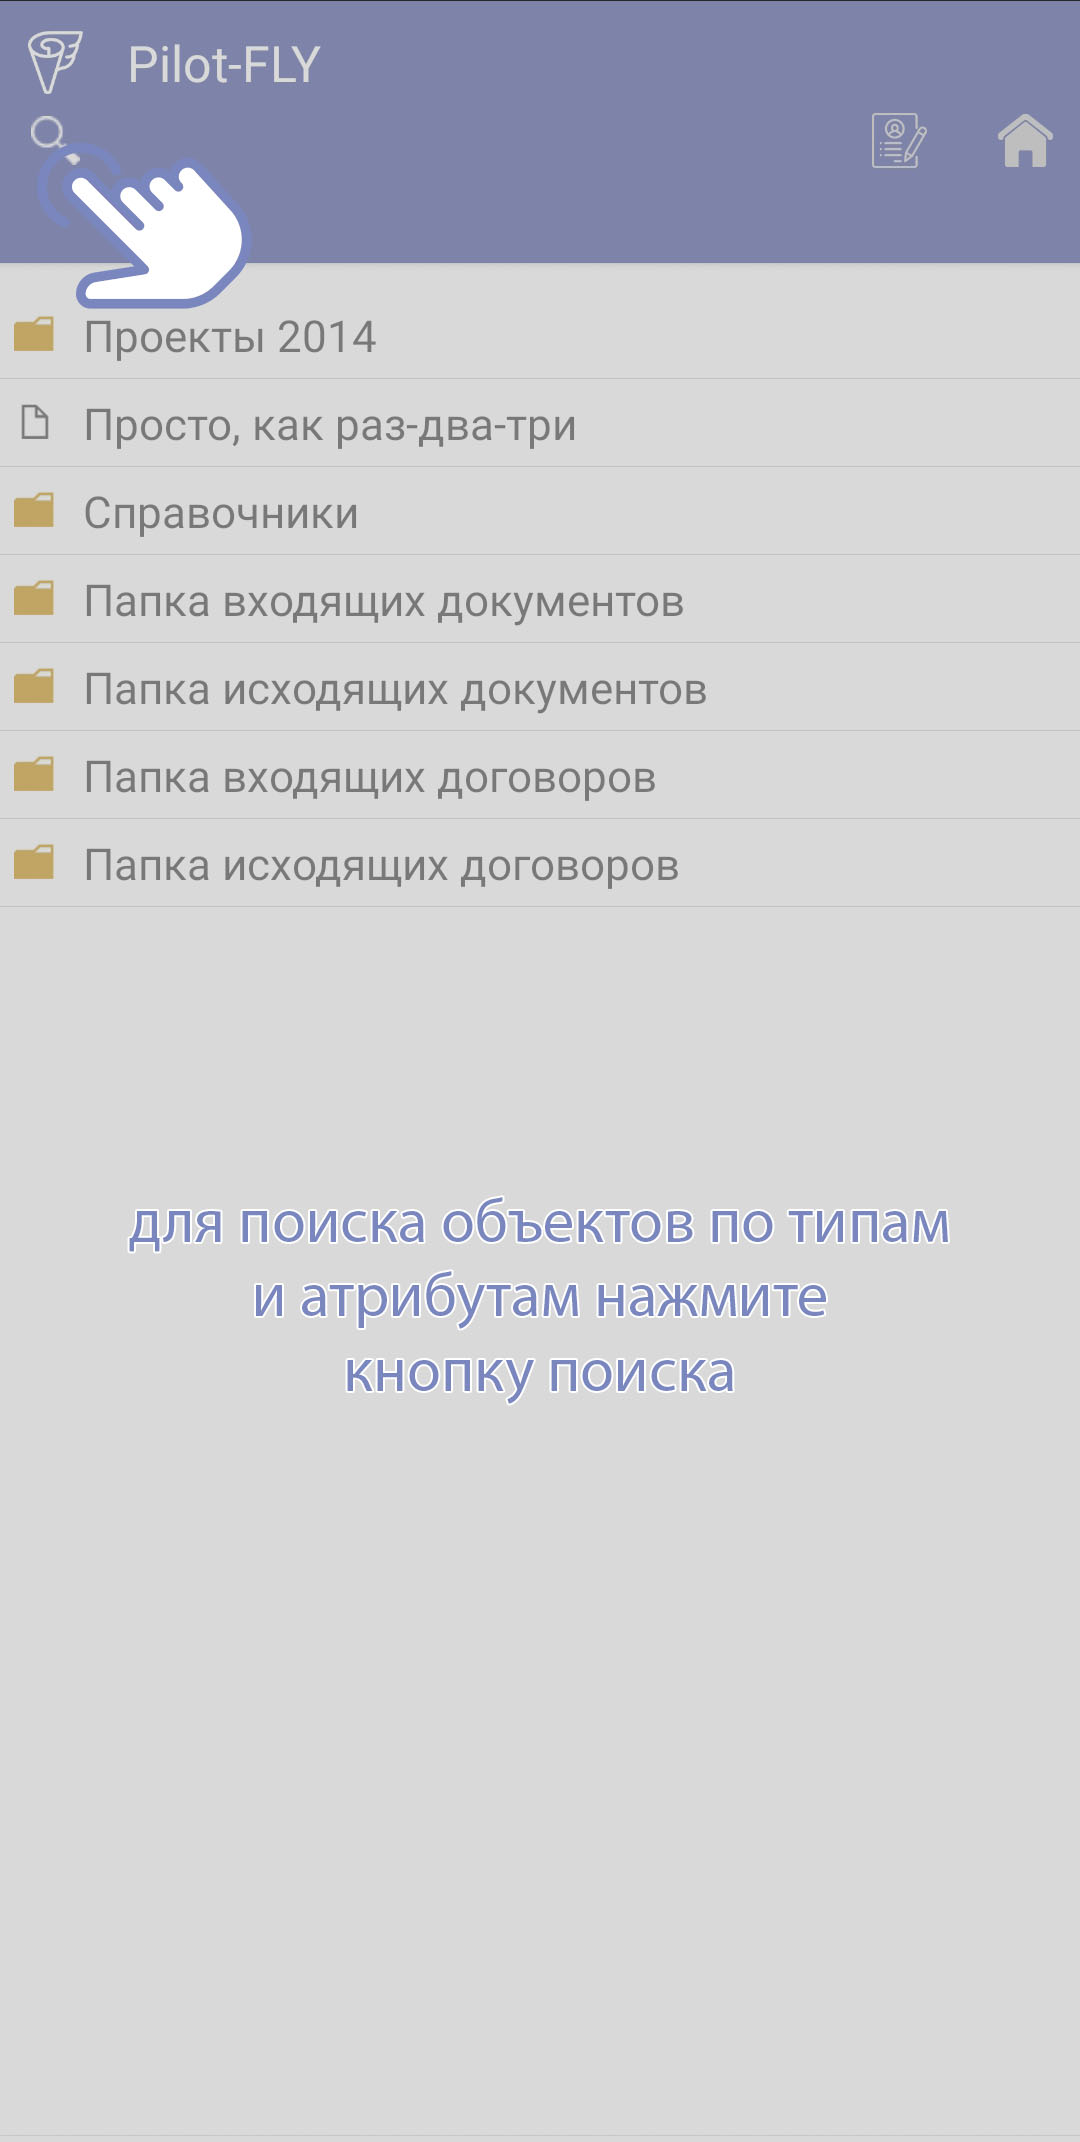 Pilot-FLY
Проекты 2014
Просто, как раз-два-три
Справочники
Папка входящих документов
Папка исходящих документов
Папка входящих договоров
Папка исходящих договоров
для поиска объектов по типам
и атрибутам нажмите
кнопку поиска